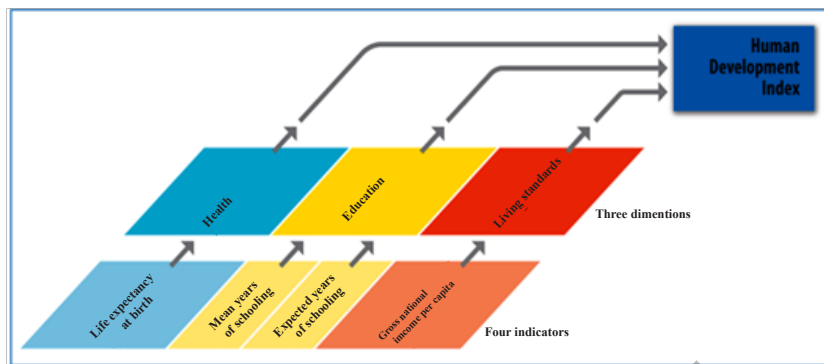 Human
Development
Index
Health
Education
Living standards
Three dimentions
Life expectancy
at birth
Mean years
of schooling
Expected years
of schooling
Gross national
imcome per capita
Four indicators